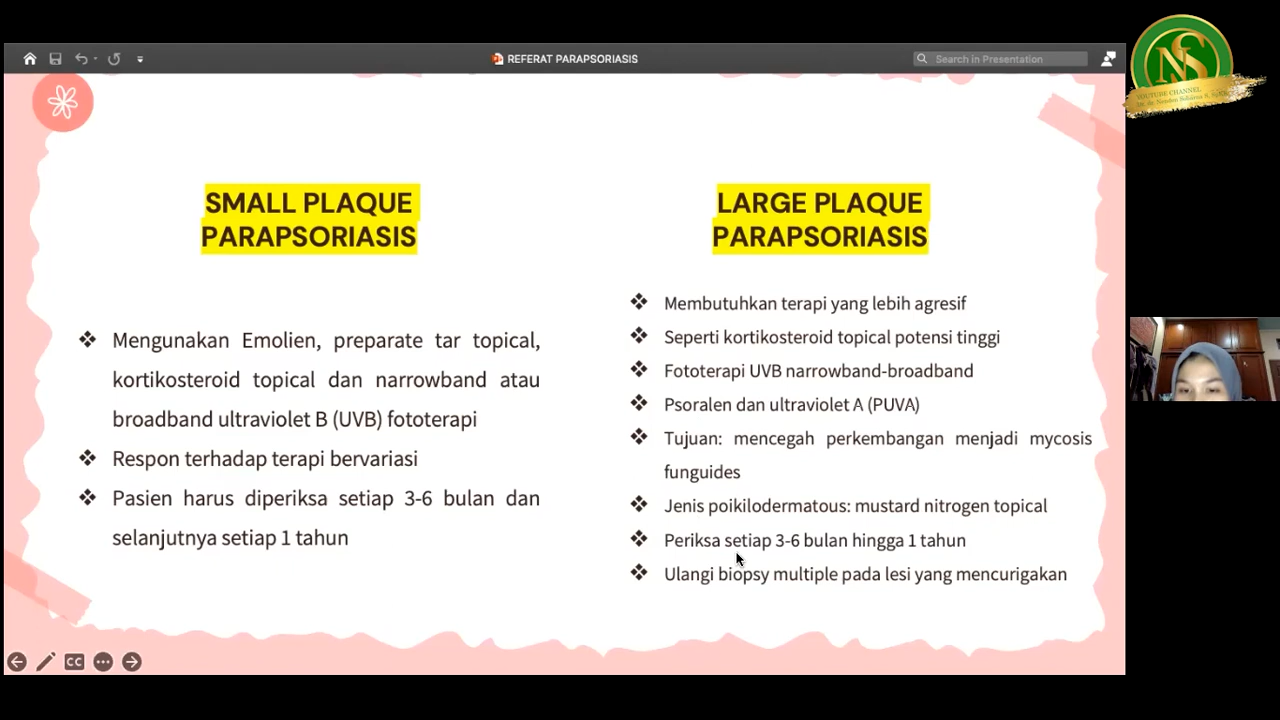 REFERAT PARAPSORIASIS
Search in Presentation
NS
YOUTUBE CHANNEL
SMALL PLAQUE
PARAPSORIASIS
Mengunakan Emolien, preparate tar topical,
kortikosteroid topical dan narrowband atau
broadband ultraviolet B (UVB) fototerapi
Respon terhadap terapi bervariasi
Pasien harus diperiksa setiap 3-6 bulan dan
selanjutnya setiap 1 tahun
LARGE PLAQUE
PARAPSORIASIS
Membutuhkan terapi yang lebih agresif
Seperti kortikosteroid topical potensi tinggi
Fototerapi UVB narrowband-broadband
Psoralen dan ultraviolet A (PUVA)
Tujuan: mencegah perkembangan menjadi mycosis
funguides
Jenis poikilodermatous: mustard nitrogen topical
Periksa setiap 3-6 bulan hingga 1 tahun
Ulangi biopsy multiple pada lesi yang mencurigakan
CC